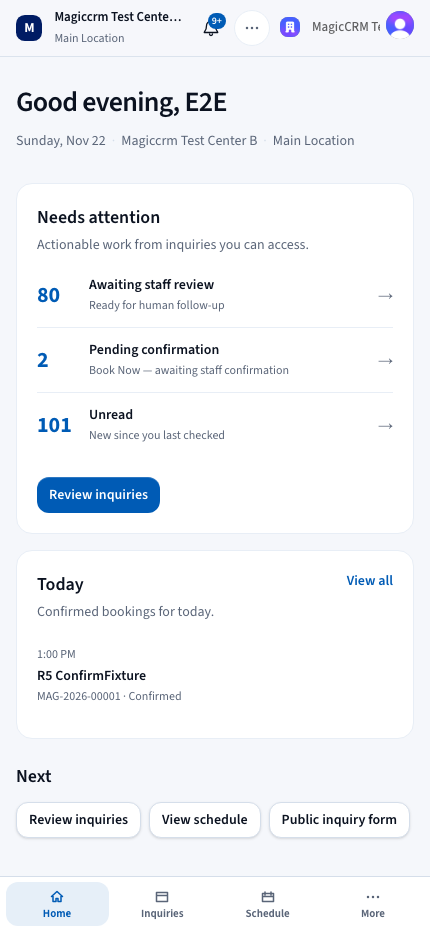 M
Magiccrm Test Cente...
Main Location
9+
MagicCRM Te
Good evening, E2E
Sunday, Nov 22 · Magiccrm Test Center B · Main Location
Needs attention
Actionable work from inquiries you can access.
80
Awaiting staff review
Ready for human follow-up
→
2
Pending confirmation
Book Now — awaiting staff confirmation
→
101
Unread
New since you last checked
→
Review inquiries
Today
View all
Confirmed bookings for today.
1:00 PM
R5 ConfirmFixture
MAG-2026-00001 · Confirmed
Next
Review inquiries
View schedule
Public inquiry form
Home
Inquiries
Schedule
More